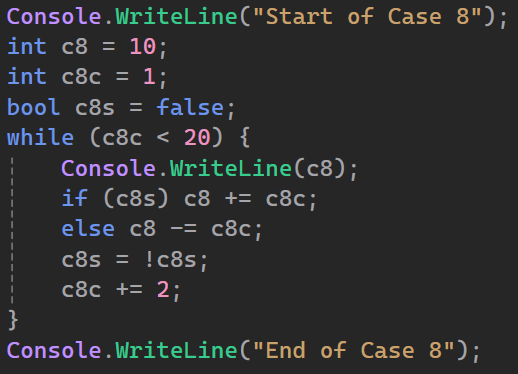 Console.WriteLine("Start of Case 8");
int c8 = 10;
int c8c = 1;
bool c8s = false;
while (c8c < 20) {
    Console.WriteLine(c8);
    if (c8s) c8 += c8c;
    else c8 -= c8c;
    c8s = !c8s;
    c8c += 2;
}
Console.WriteLine("End of Case 8");